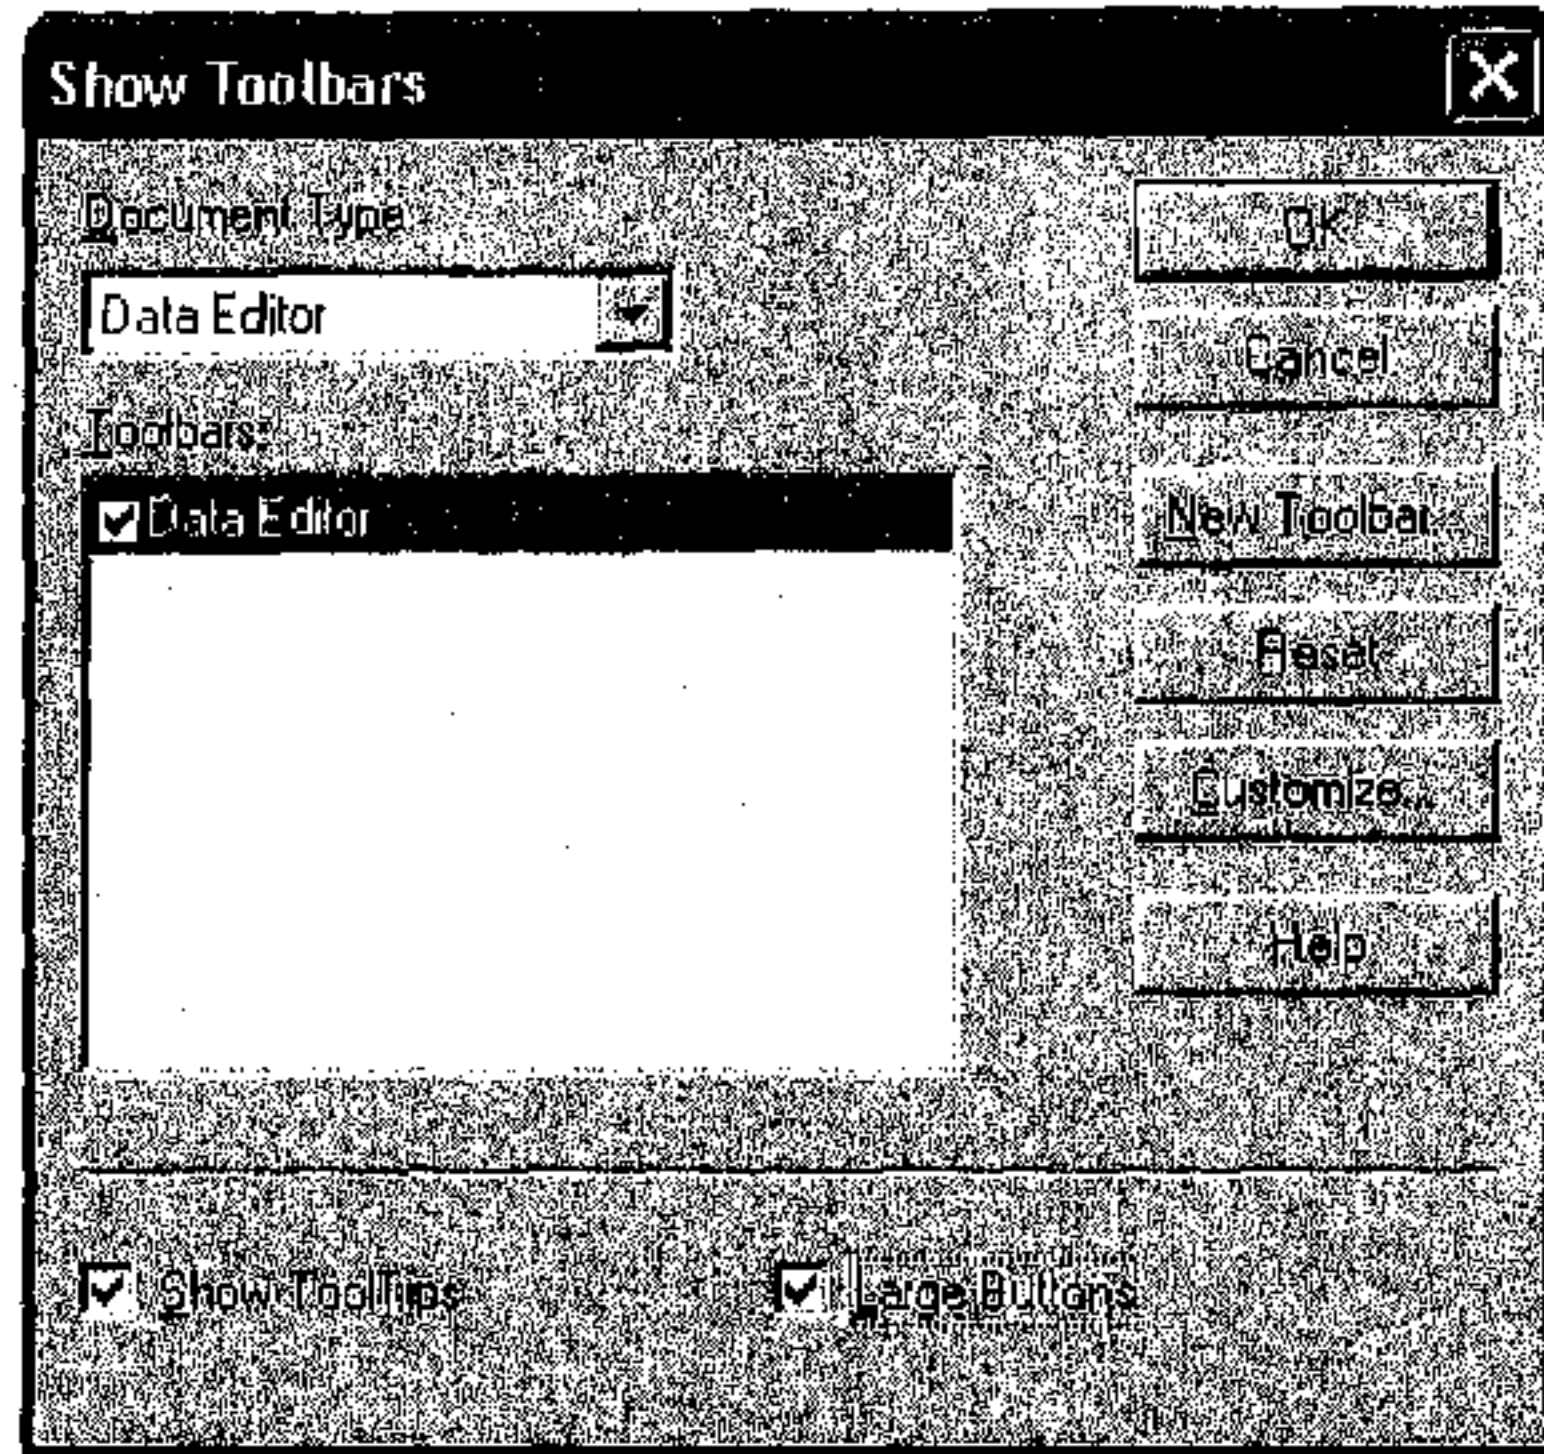 Show Toolbars
Document Type
Data Editor
Toolbars:
Data Editor
OK
Cancel
New Toolbar...
Reset
Customize...
Help
Show ToolTips
Large Buttons